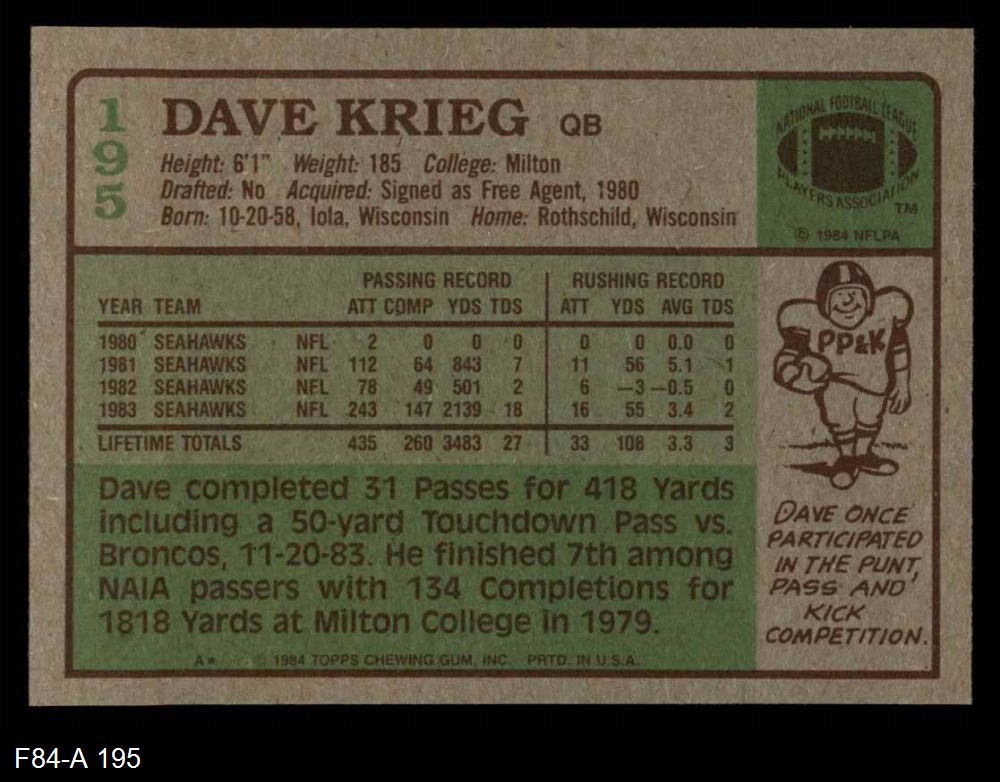 195
DAVE KRIEG QB
Height: 6'1" Weight: 185 College: Milton
Drafted: No Acquired: Signed as Free Agent, 1980
Born: 10-20-58, Iola, Wisconsin Home: Rothschild, Wisconsin
NATIONAL FOOTBALL LEAGUE
PLAYERS ASSOCIATION
TM
© 1984 NFLPA
PASSING RECORD RUSHING RECORD
YEAR TEAM ATT COMP YDS TDS ATT YDS AVG TDS
1980 SEAHAWKS NFL 2 0 0 0 0 0 0.0 0
1981 SEAHAWKS NFL 112 64 843 7 11 56 5.1 1
1982 SEAHAWKS NFL 78 49 501 2 6 —3 —0.5 0
1983 SEAHAWKS NFL 243 147 2139 18 16 55 3.4 2
LIFETIME TOTALS 435 260 3483 27 33 108 3.3 3
Dave completed 31 Passes for 418 Yards
including a 50-yard Touchdown Pass vs.
Broncos, 11-20-83. He finished 7th among
NAIA passers with 134 Completions for
1818 Yards at Milton College in 1979.
A* © 1984 TOPPS CHEWING GUM, INC. PRTD. IN U.S.A.
PP&K
DAVE ONCE
PARTICIPATED
IN THE PUNT,
PASS AND
KICK
COMPETITION.
F84-A 195